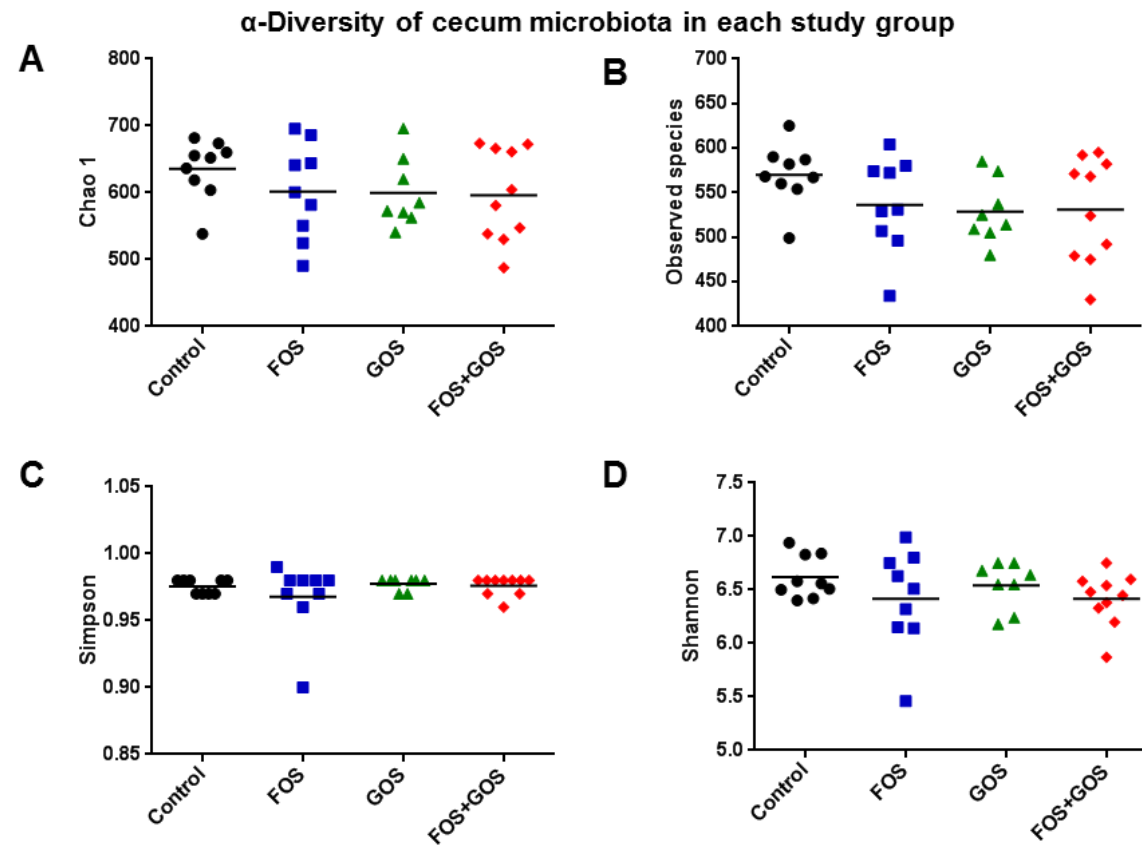 α-Diversity of cecum microbiota in each study group
A
Chao 1
800
700
600
500
400
Control
FOS
GOS
FOS+GOS
B
Observed species
700
650
600
550
500
450
400
Control
FOS
GOS
FOS+GOS
C
Simpson
1.05
1.00
0.95
0.90
0.85
Control
FOS
GOS
FOS+GOS
D
Shannon
7.5
7.0
6.5
6.0
5.5
5.0
Control
FOS
GOS
FOS+GOS